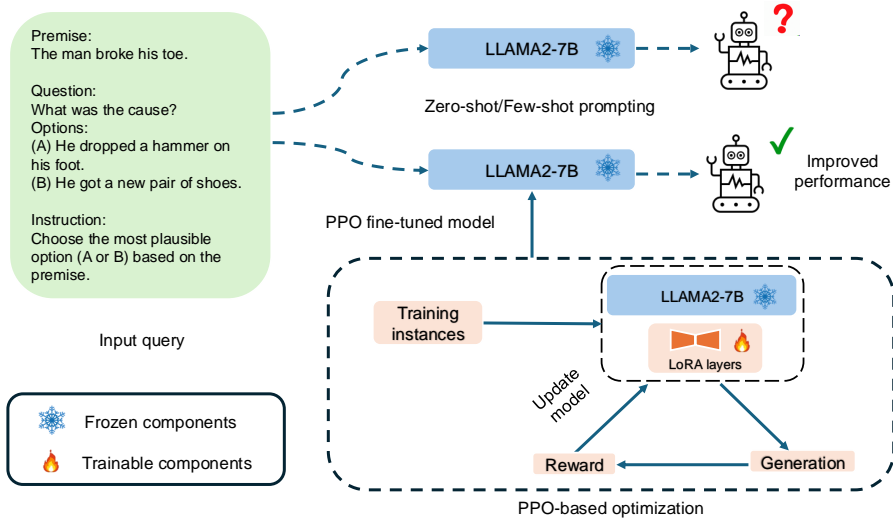 Premise:
The man broke his toe.
Question:
What was the cause?
Options:
(A) He dropped a hammer on
his foot.
(B) He got a new pair of shoes.
Instruction:
Choose the most plausible
option (A or B) based on the
premise.
Input query
LLAMA2-7B
?
Zero-shot/Few-shot prompting
LLAMA2-7B
Improved
performance
PPO fine-tuned model
Training
instances
LLAMA2-7B
LoRA layers
Update
model
Reward
Generation
PPO-based optimization
Frozen components
Trainable components